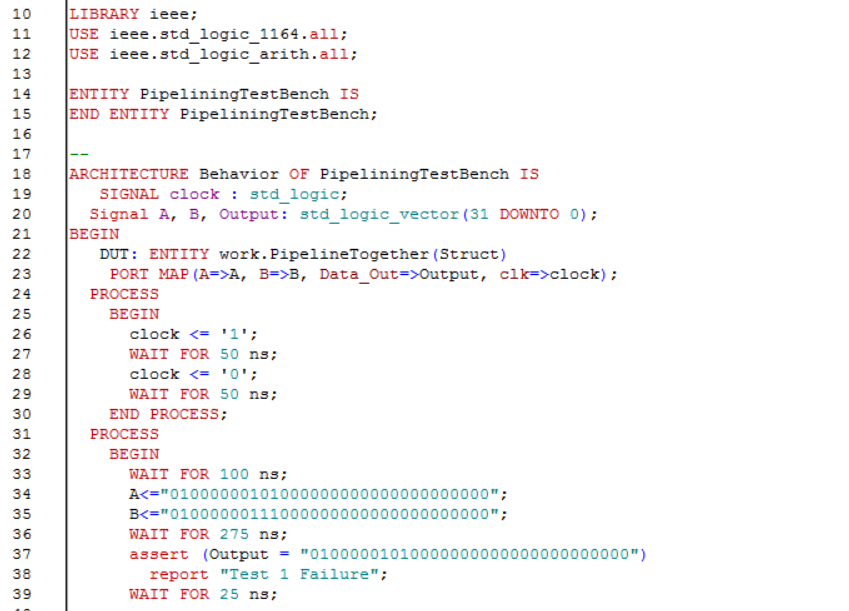 10 LIBRARY ieee;
11 USE ieee.std_logic_1164.all;
12 USE ieee.std_logic_arith.all;
13
14 ENTITY PipeliningTestBench IS
15 END ENTITY PipeliningTestBench;
16
17 --
18 ARCHITECTURE Behavior OF PipeliningTestBench IS
19 SIGNAL clock : std_logic;
20 Signal A, B, Output: std_logic_vector(31 DOWNTO 0);
21 BEGIN
22 DUT: ENTITY work.PipelineTogether(Struct)
23 PORT MAP(A=>A, B=>B, Data_Out=>Output, clk=>clock);
24 PROCESS
25 BEGIN
26 clock <= '1';
27 WAIT FOR 50 ns;
28 clock <= '0';
29 WAIT FOR 50 ns;
30 END PROCESS;
31 PROCESS
32 BEGIN
33 WAIT FOR 100 ns;
34 A<="01000000101000000000000000000000";
35 B<="01000000111000000000000000000000";
36 WAIT FOR 275 ns;
37 assert (Output = "01000001010000000000000000000000")
38 report "Test 1 Failure";
39 WAIT FOR 25 ns;